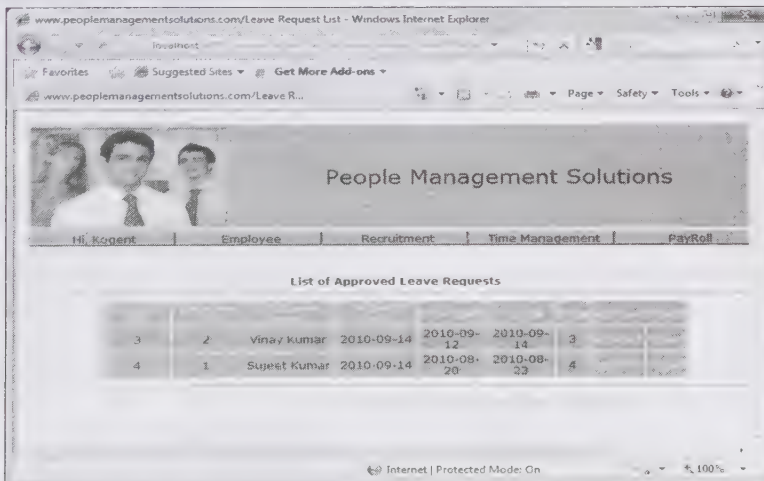 www.peoplemanagementsolutions.com/Leave Request List - Windows Internet Explorer
localhost
Favorites Suggested Sites Get More Add-ons
www.peoplemanagementsolutions.com/Leave R... Page Safety Tools
People Management Solutions
Hi, Kogent | Employee | Recruitment | Time Management | PayRoll
List of Approved Leave Requests
3 2 Vinay Kumar 2010-09-14 2010-09-12 2010-09-14 3
4 1 Sujeet Kumar 2010-09-14 2010-08-20 2010-08-23 4
Internet | Protected Mode: On 100%